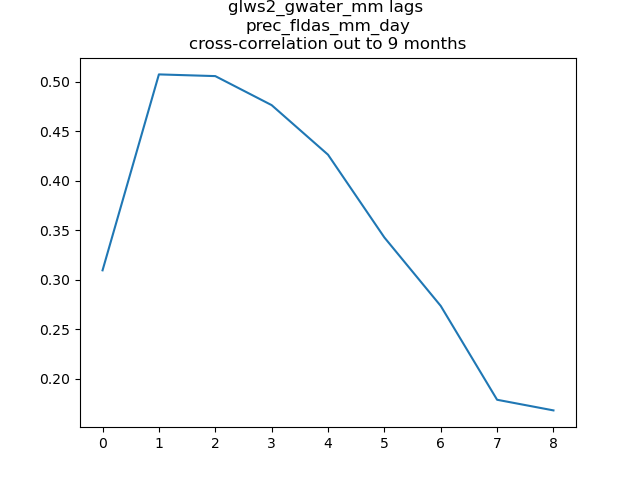 glws2_gwater_mm lags
prec_fldas_mm_day
cross-correlation out to 9 months
0.50
0.45
0.40
0.35
0.30
0.25
0.20
0 1 2 3 4 5 6 7 8